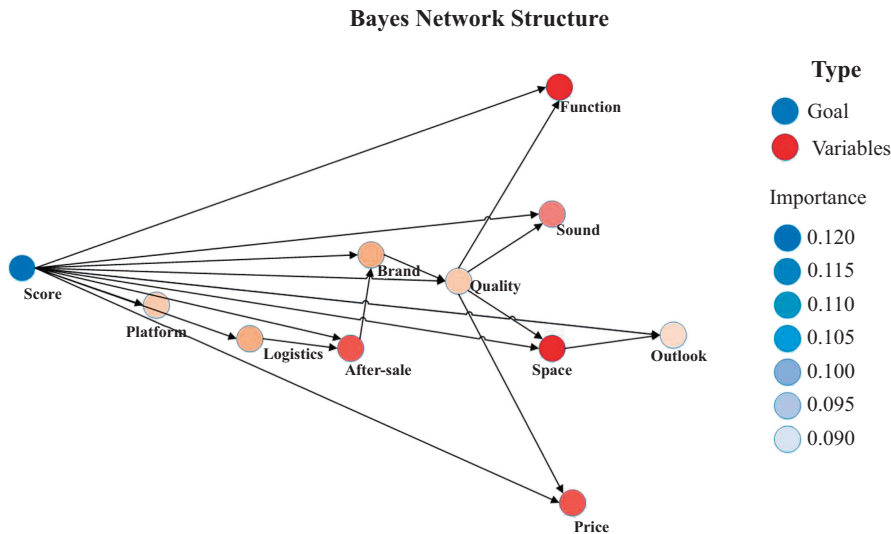 Bayes Network Structure
Type
Goal
Variables
Importance
0.120
0.115
0.110
0.105
0.100
0.095
0.090
Function
Sound
Brand
Score
Quality
Platform
Logistics
After-sale
Space
Outlook
Price